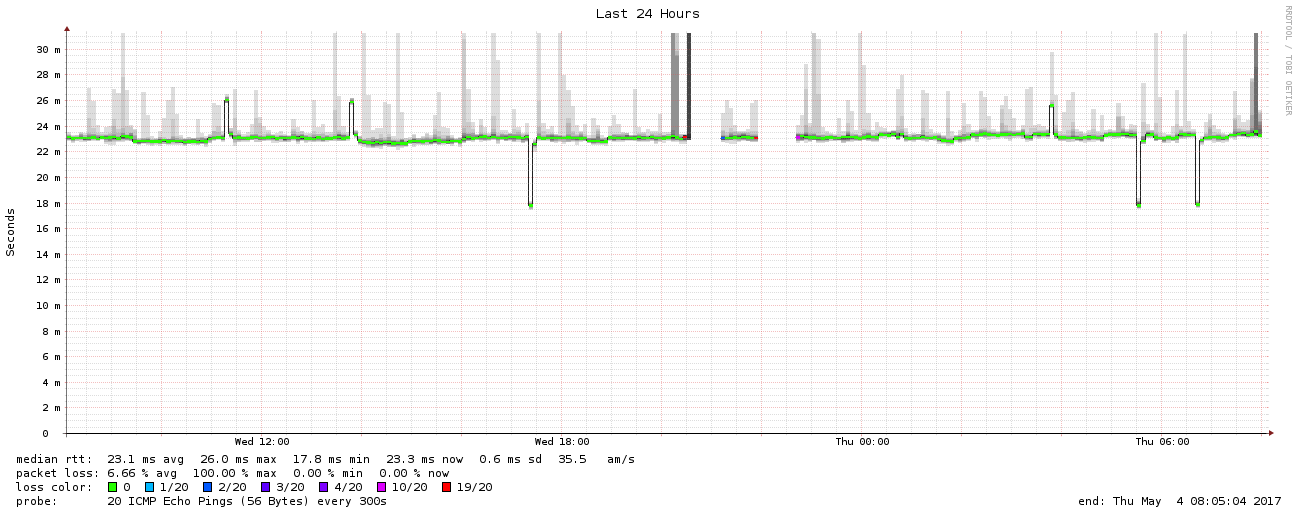 Last 24 Hours
RRDTOOL / TOBI OETIKER
Seconds
30 m
28 m
26 m
24 m
22 m
20 m
18 m
16 m
14 m
12 m
10 m
8 m
6 m
4 m
2 m
0
Wed 12:00 Wed 18:00 Thu 00:00 Thu 06:00
median rtt: 23.1 ms avg 26.0 ms max 17.8 ms min 23.3 ms now 0.6 ms sd 35.5 am/s
packet loss: 6.66 % avg 100.00 % max 0.00 % min 0.00 % now
loss color: 0 1/20 2/20 3/20 4/20 10/20 19/20
probe: 20 ICMP Echo Pings (56 Bytes) every 300s end: Thu May 4 08:05:04 2017